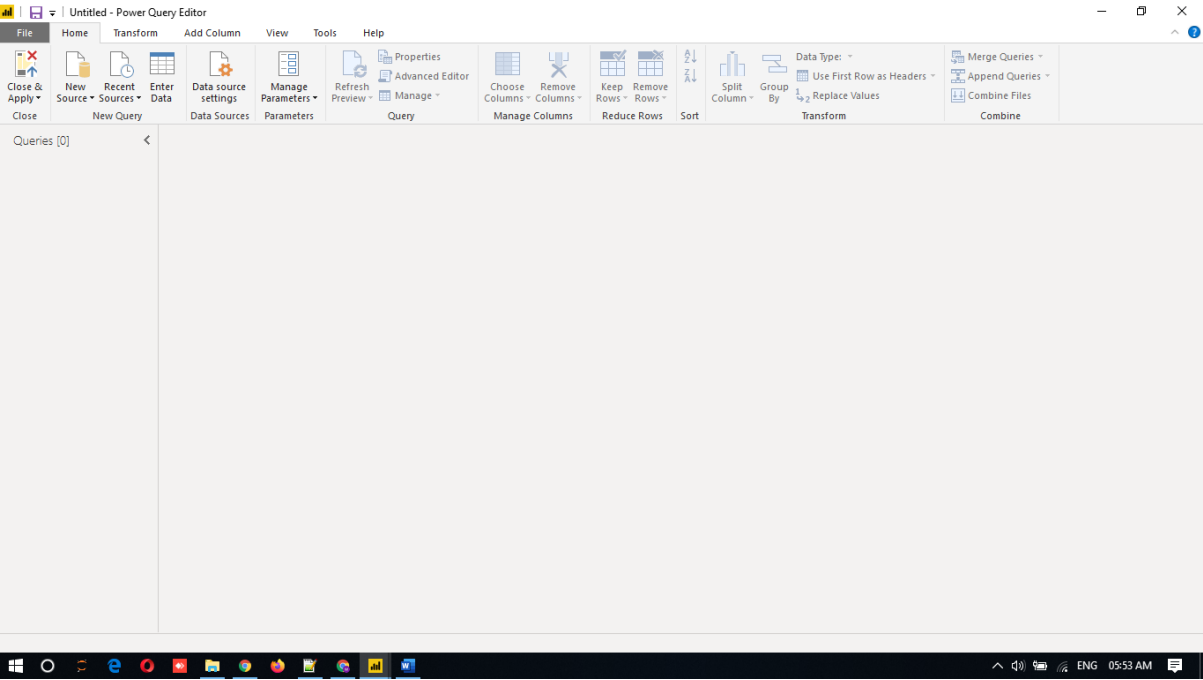 Untitled - Power Query Editor
File Home Transform Add Column View Tools Help
Close & Apply
Close
New Source
Recent Sources
Enter Data
New Query
Data source settings
Data Sources
Manage Parameters
Parameters
Refresh Preview
Properties
Advanced Editor
Manage
Query
Choose Columns
Remove Columns
Manage Columns
Keep Rows
Remove Rows
Reduce Rows
A
Z
Z
A
Sort
Split Column
Group By
Data Type:
Use First Row as Headers
1
2
Replace Values
Transform
Merge Queries
Append Queries
Combine Files
Combine
?
Queries [0]
ENG 05:53 AM